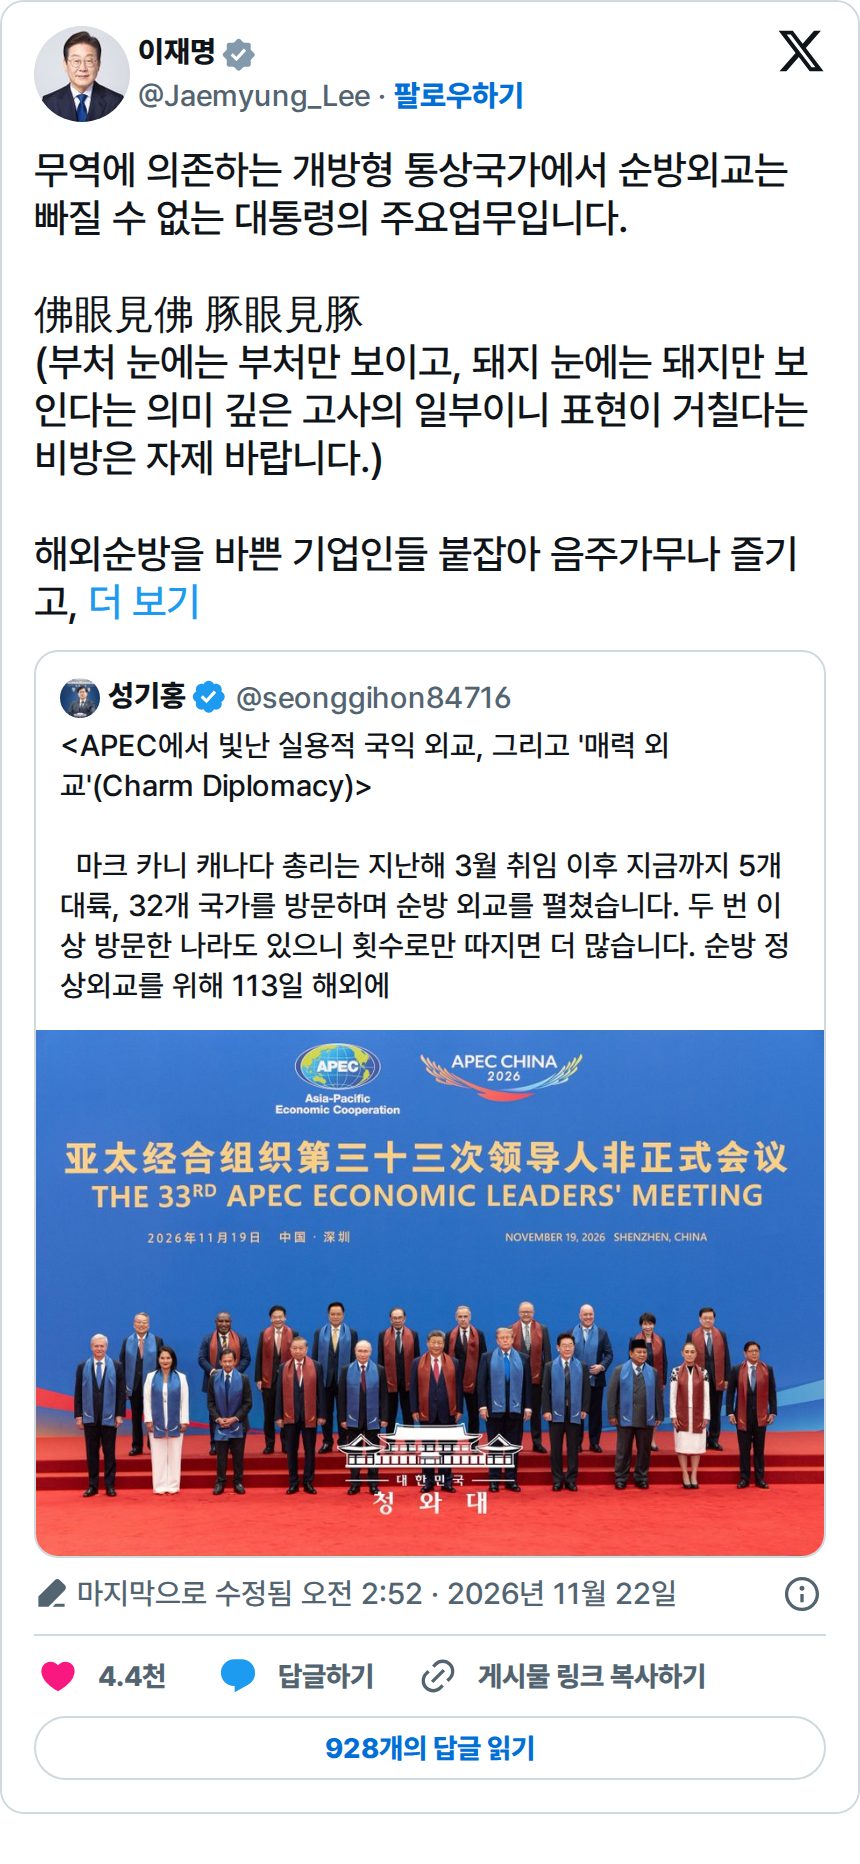 이재명
@Jaemyung_Lee · 팔로우하기
무역에 의존하는 개방형 통상국가에서 순방외교는
빠질 수 없는 대통령의 주요업무입니다.
佛眼見佛 豚眼見豚
(부처 눈에는 부처만 보이고, 돼지 눈에는 돼지만 보
인다는 의미 깊은 고사의 일부이니 표현이 거칠다는
비방은 자제 바랍니다.)
해외순방을 바쁜 기업인들 붙잡아 음주가무나 즐기
고, 더 보기
성기홍 @seonggihon84716
<APEC에서 빛난 실용적 국익 외교, 그리고 '매력 외
교'(Charm Diplomacy)>
마크 카니 캐나다 총리는 지난해 3월 취임 이후 지금까지 5개
대륙, 32개 국가를 방문하며 순방 외교를 펼쳤습니다. 두 번 이
상 방문한 나라도 있으니 횟수로만 따지면 더 많습니다. 순방 정
상외교를 위해 113일 해외에
APEC
Asia-Pacific
Economic Cooperation
APEC CHINA
2026
亚太经合组织第三十三次领导人非正式会议
THE 33RD APEC ECONOMIC LEADERS' MEETING
2026年11月19日 中国 · 深圳
NOVEMBER 19, 2026 SHENZHEN, CHINA
대한민국
청와대
마지막으로 수정됨 오전 2:52 · 2026년 11월 22일
4.4천 답글하기 게시물 링크 복사하기
928개의 답글 읽기